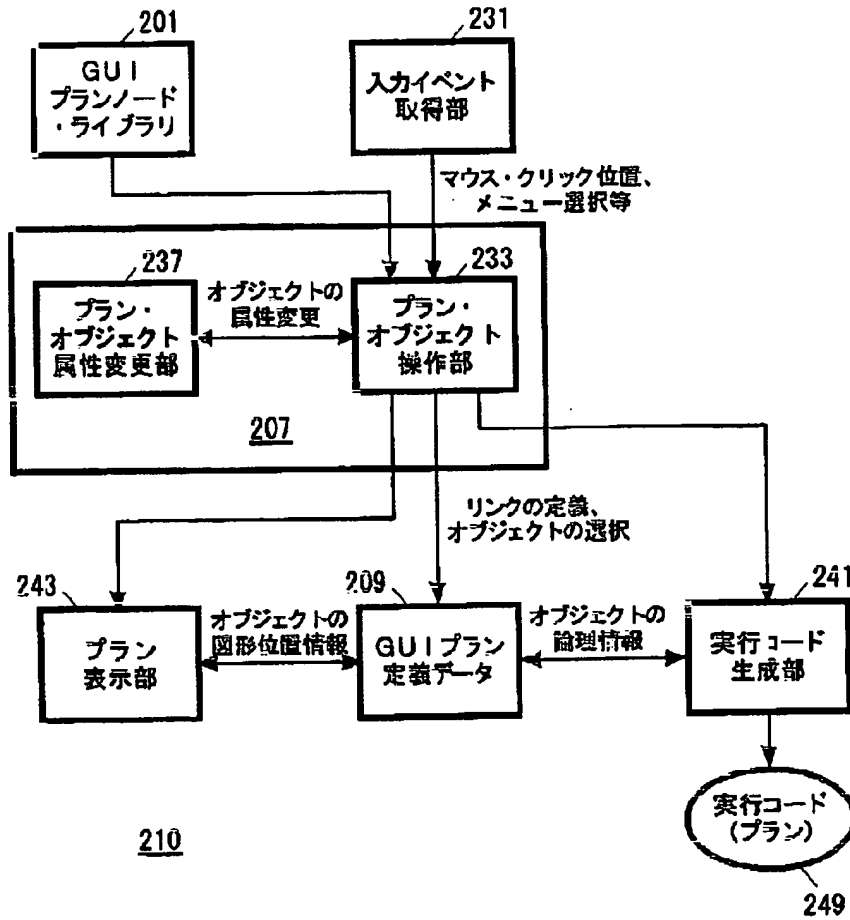 201
GUI
プランノード
・ライブラリ
231
入力イベント
取得部
マウス・クリック位置、
メニュー選択等
237
プラン・
オブジェクト
属性変更部
オブジェクトの
属性変更
233
プラン・
オブジェクト
操作部
207
リンクの定義、
オブジェクトの選択
243
プラン
表示部
オブジェクトの
図形位置情報
209
GUIプラン
定義データ
オブジェクトの
論理情報
241
実行コード
生成部
実行コード
(プラン)
249
210